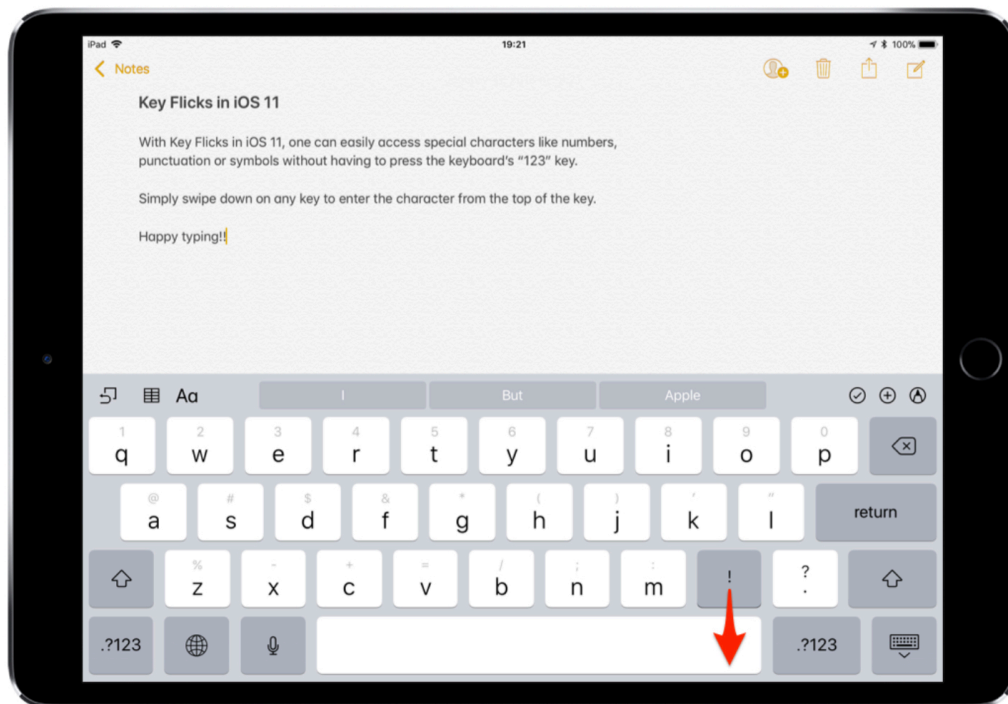 iPad 19:21 100%
Notes
Key Flicks in iOS 11
With Key Flicks in iOS 11, one can easily access special characters like numbers,
punctuation or symbols without having to press the keyboard's “123” key.
Simply swipe down on any key to enter the character from the top of the key.
Happy typing!!
Aa I But Apple
1 2 3 4 5 6 7 8 9 0
q w e r t y u i o p
@ # $ & * ( ) ' "
a s d f g h j k l return
% - + = / ; : ! ?
z x c v b n m .
.?123 .?123